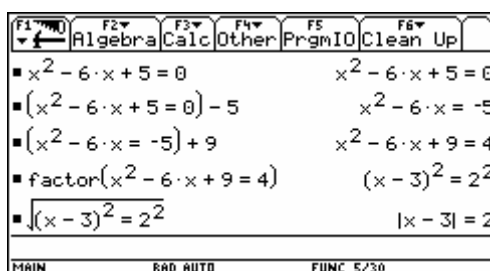 F1 F2 F3 F4 F5 F6
Algebra Calc Other PrgmIO Clean Up
▪x² - 6·x + 5 = 0 x² - 6·x + 5 = 0
▪(x² - 6·x + 5 = 0) - 5 x² - 6·x = -5
▪(x² - 6·x = -5) + 9 x² - 6·x + 9 = 4
▪factor(x² - 6·x + 9 = 4) (x - 3)² = 2²
▪√((x - 3)² = 2²) |x - 3| = 2
MAIN RAD AUTO FUNC 5/30